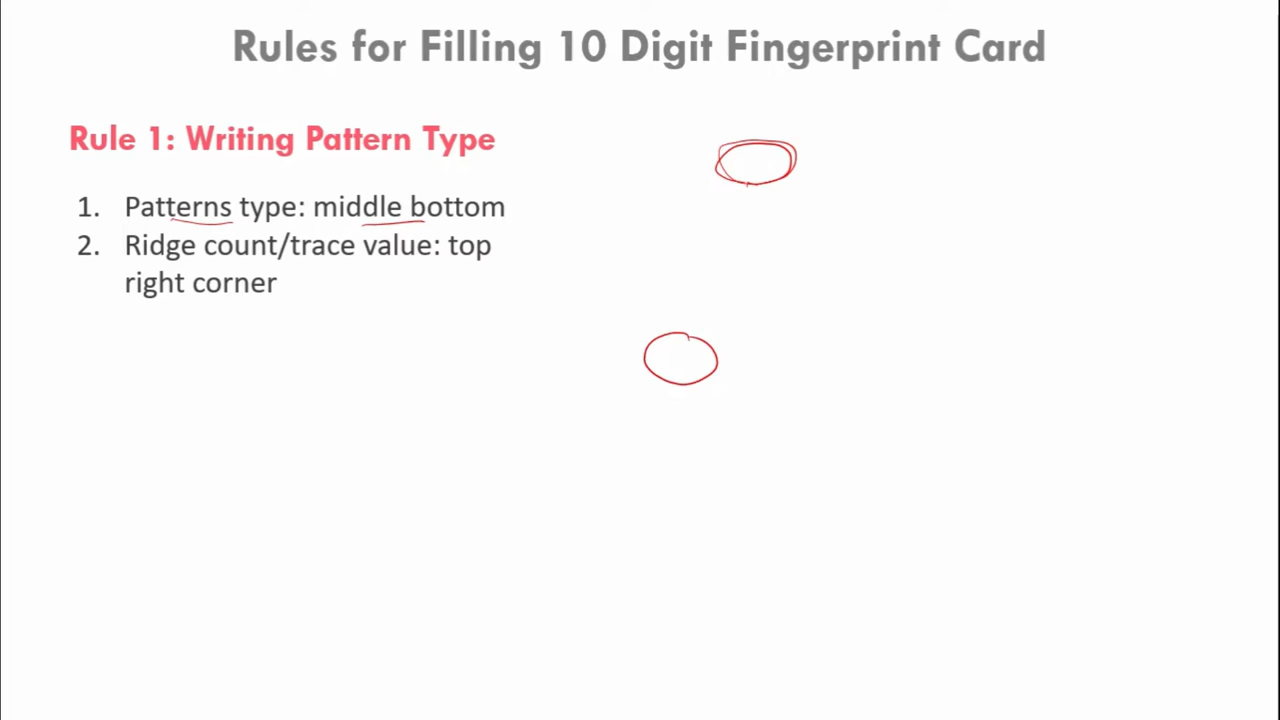 Rules for Filling 10 Digit Fingerprint Card
Rule 1: Writing Pattern Type
1. Patterns type: middle bottom
2. Ridge count/trace value: top
right corner